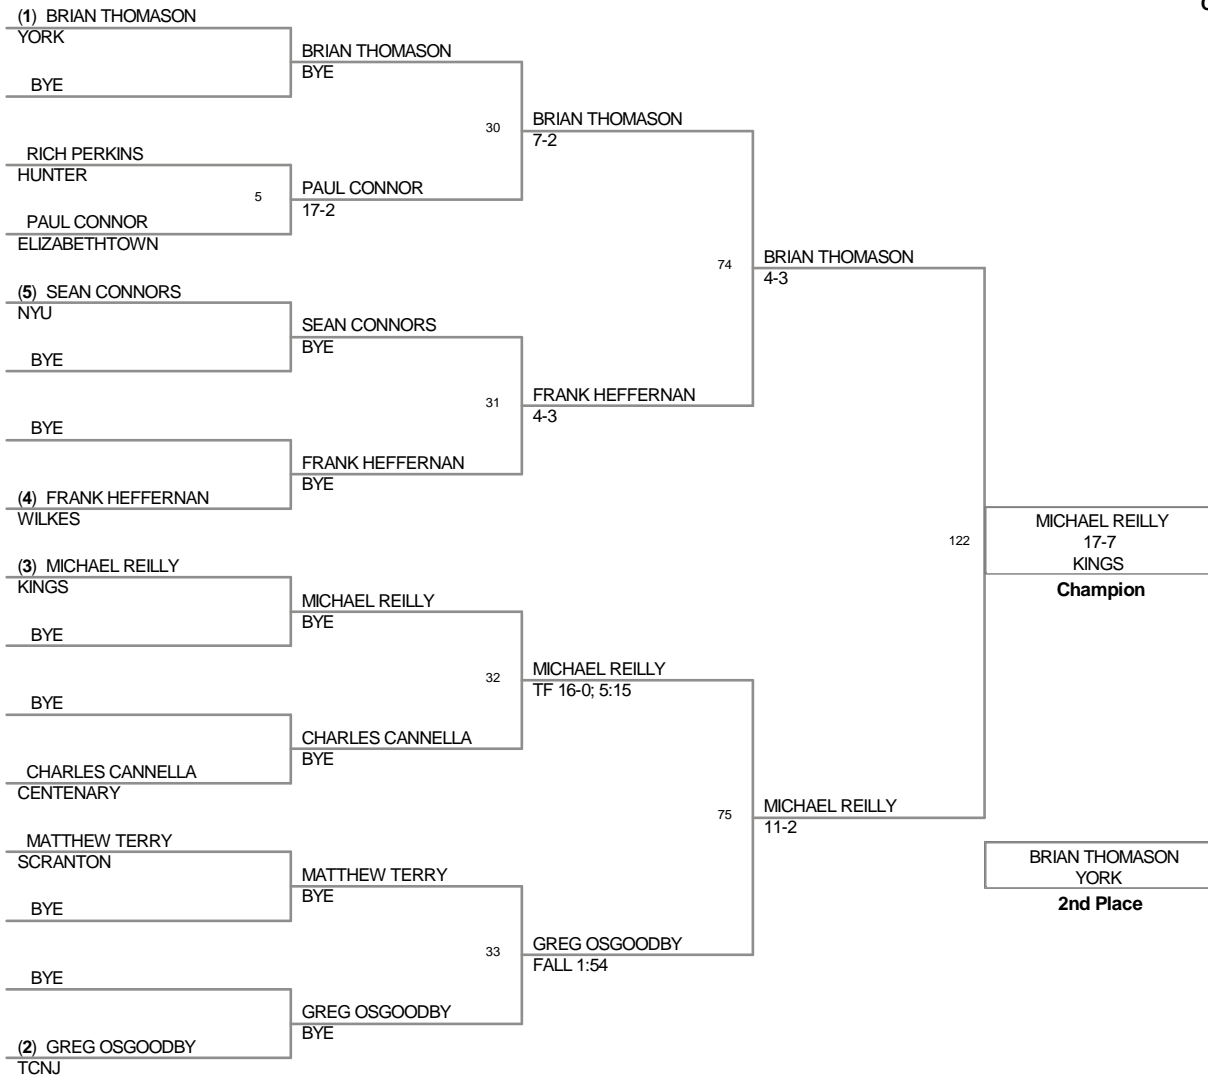 (1) BRIAN THOMASON
YORK
BYE
RICH PERKINS
HUNTER
5
PAUL CONNOR
ELIZABETHTOWN
(5) SEAN CONNORS
NYU
BYE
BYE
(4) FRANK HEFFERNAN
WILKES
(3) MICHAEL REILLY
KINGS
BYE
BYE
CHARLES CANNELLA
CENTENARY
MATTHEW TERRY
SCRANTON
BYE
BYE
(2) GREG OSGOODBY
TCNJ
BRIAN THOMASON
BYE
30
PAUL CONNOR
17-2
SEAN CONNORS
BYE
31
FRANK HEFFERNAN
BYE
MICHAEL REILLY
BYE
32
CHARLES CANNELLA
BYE
MATTHEW TERRY
BYE
33
GREG OSGOODBY
BYE
BRIAN THOMASON
7-2
74
FRANK HEFFERNAN
4-3
MICHAEL REILLY
TF 16-0; 5:15
75
GREG OSGOODBY
FALL 1:54
BRIAN THOMASON
4-3
122
MICHAEL REILLY
11-2
MICHAEL REILLY
17-7
KINGS
Champion
BRIAN THOMASON
YORK
2nd Place